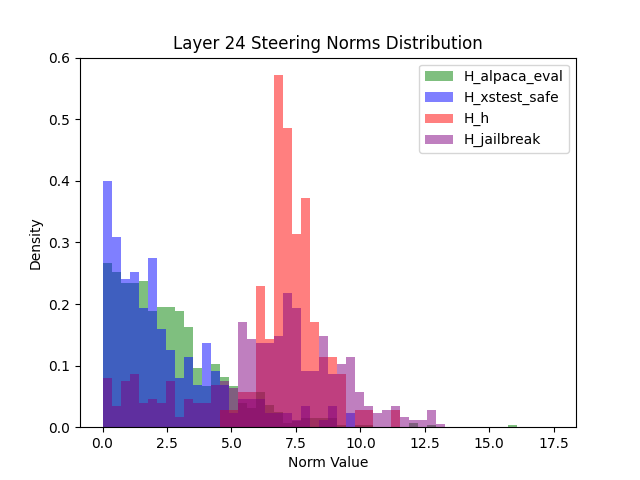 Layer 24 Steering Norms Distribution
H_alpaca_eval
H_xstest_safe
H_h
H_jailbreak
0.6
0.5
0.4
0.3
0.2
0.1
0.0
Density
0.0 2.5 5.0 7.5 10.0 12.5 15.0 17.5
Norm Value